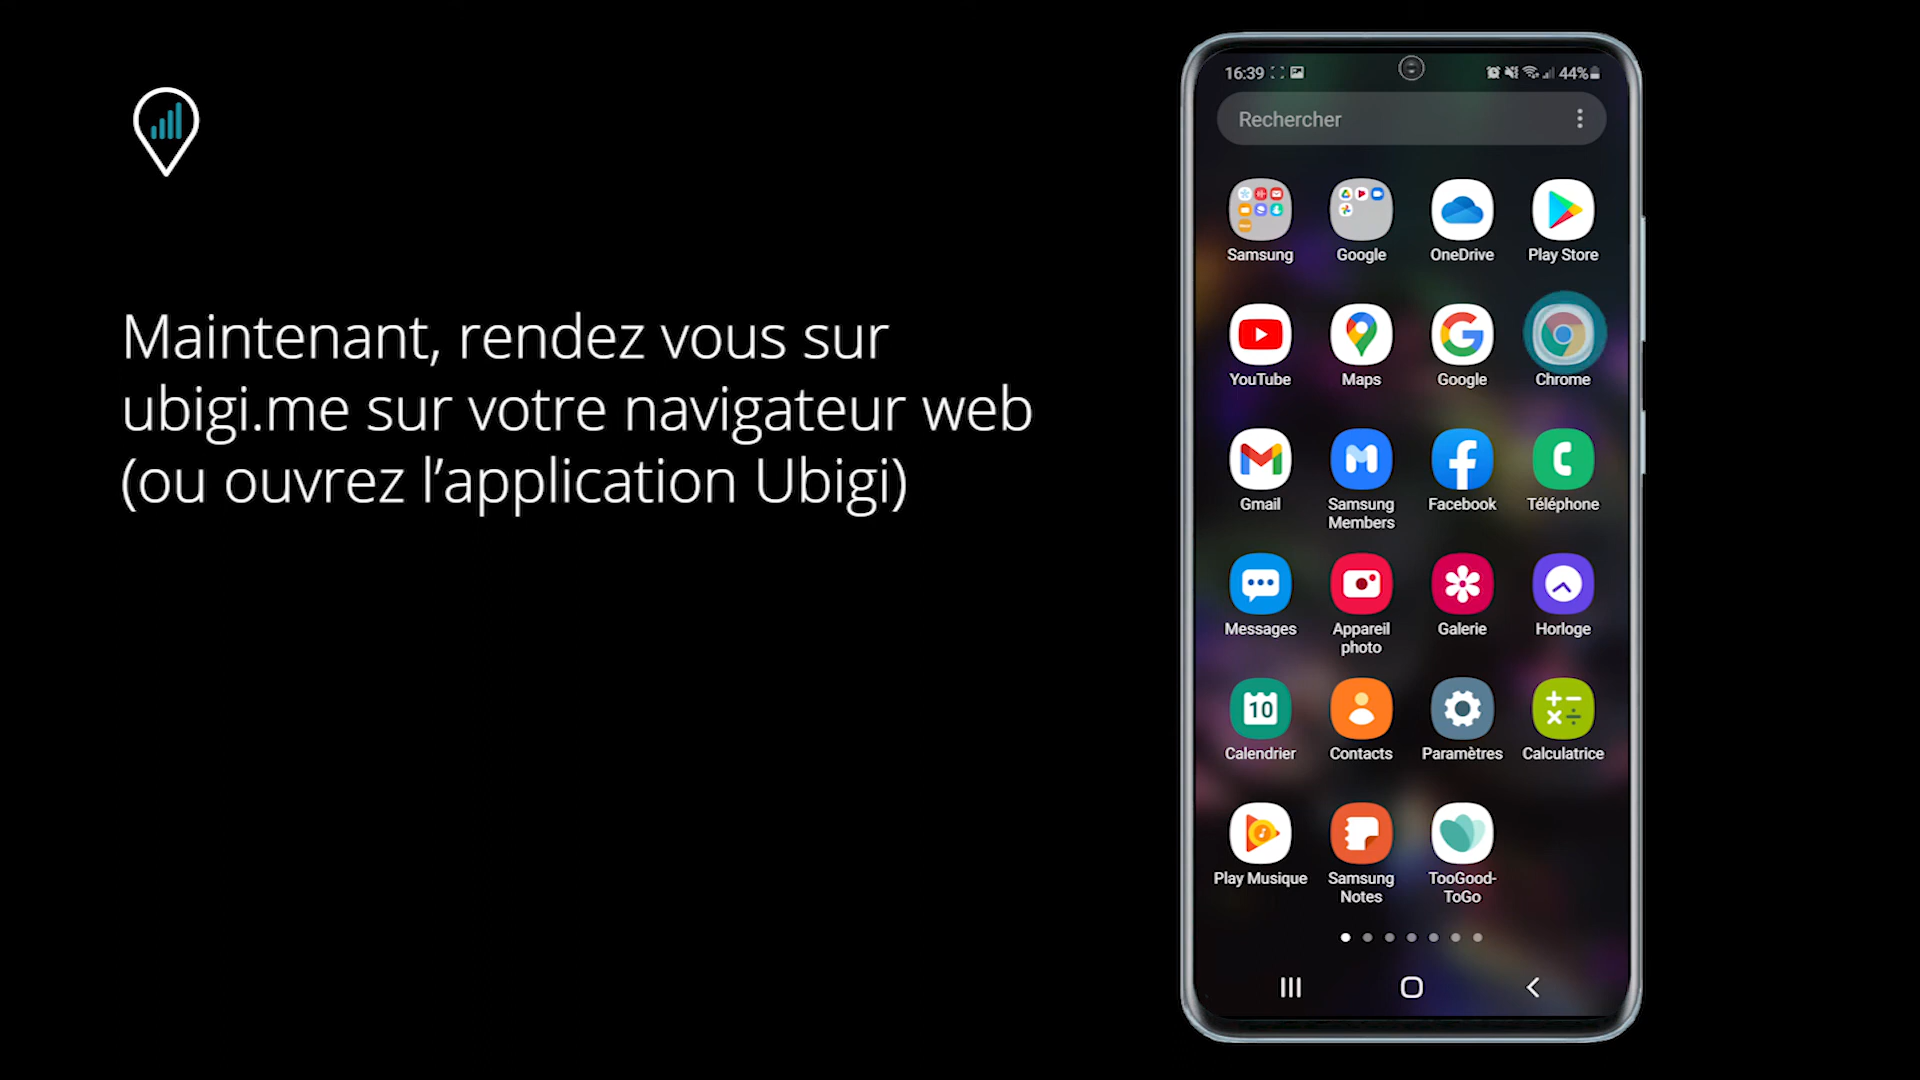 Maintenant, rendez vous sur
ubigi.me sur votre navigateur web
(ou ouvrez l’application Ubigi)
16:39
44%
Rechercher
Samsung
Google
OneDrive
Play Store
YouTube
Maps
Google
Chrome
Gmail
Samsung
Members
Facebook
Téléphone
Messages
Appareil
photo
Galerie
Horloge
10
Calendrier
Contacts
Paramètres
Calculatrice
Play Musique
Samsung
Notes
TooGood-
ToGo